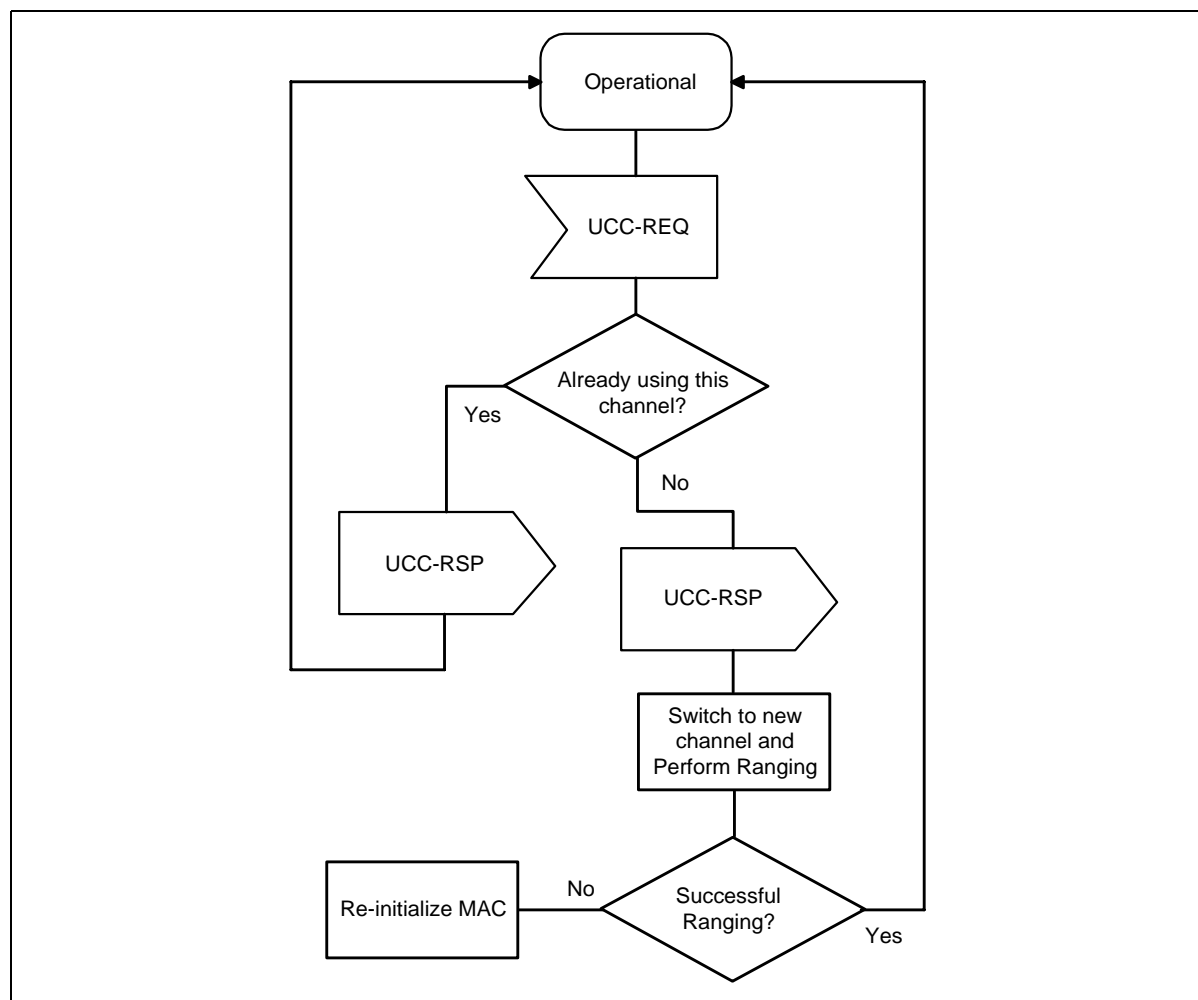 Operational
UCC-REQ
Already using this
channel?
Yes
No
UCC-RSP
UCC-RSP
Switch to new
channel and
Perform Ranging
Successful
Ranging?
No
Re-initialize MAC
Yes